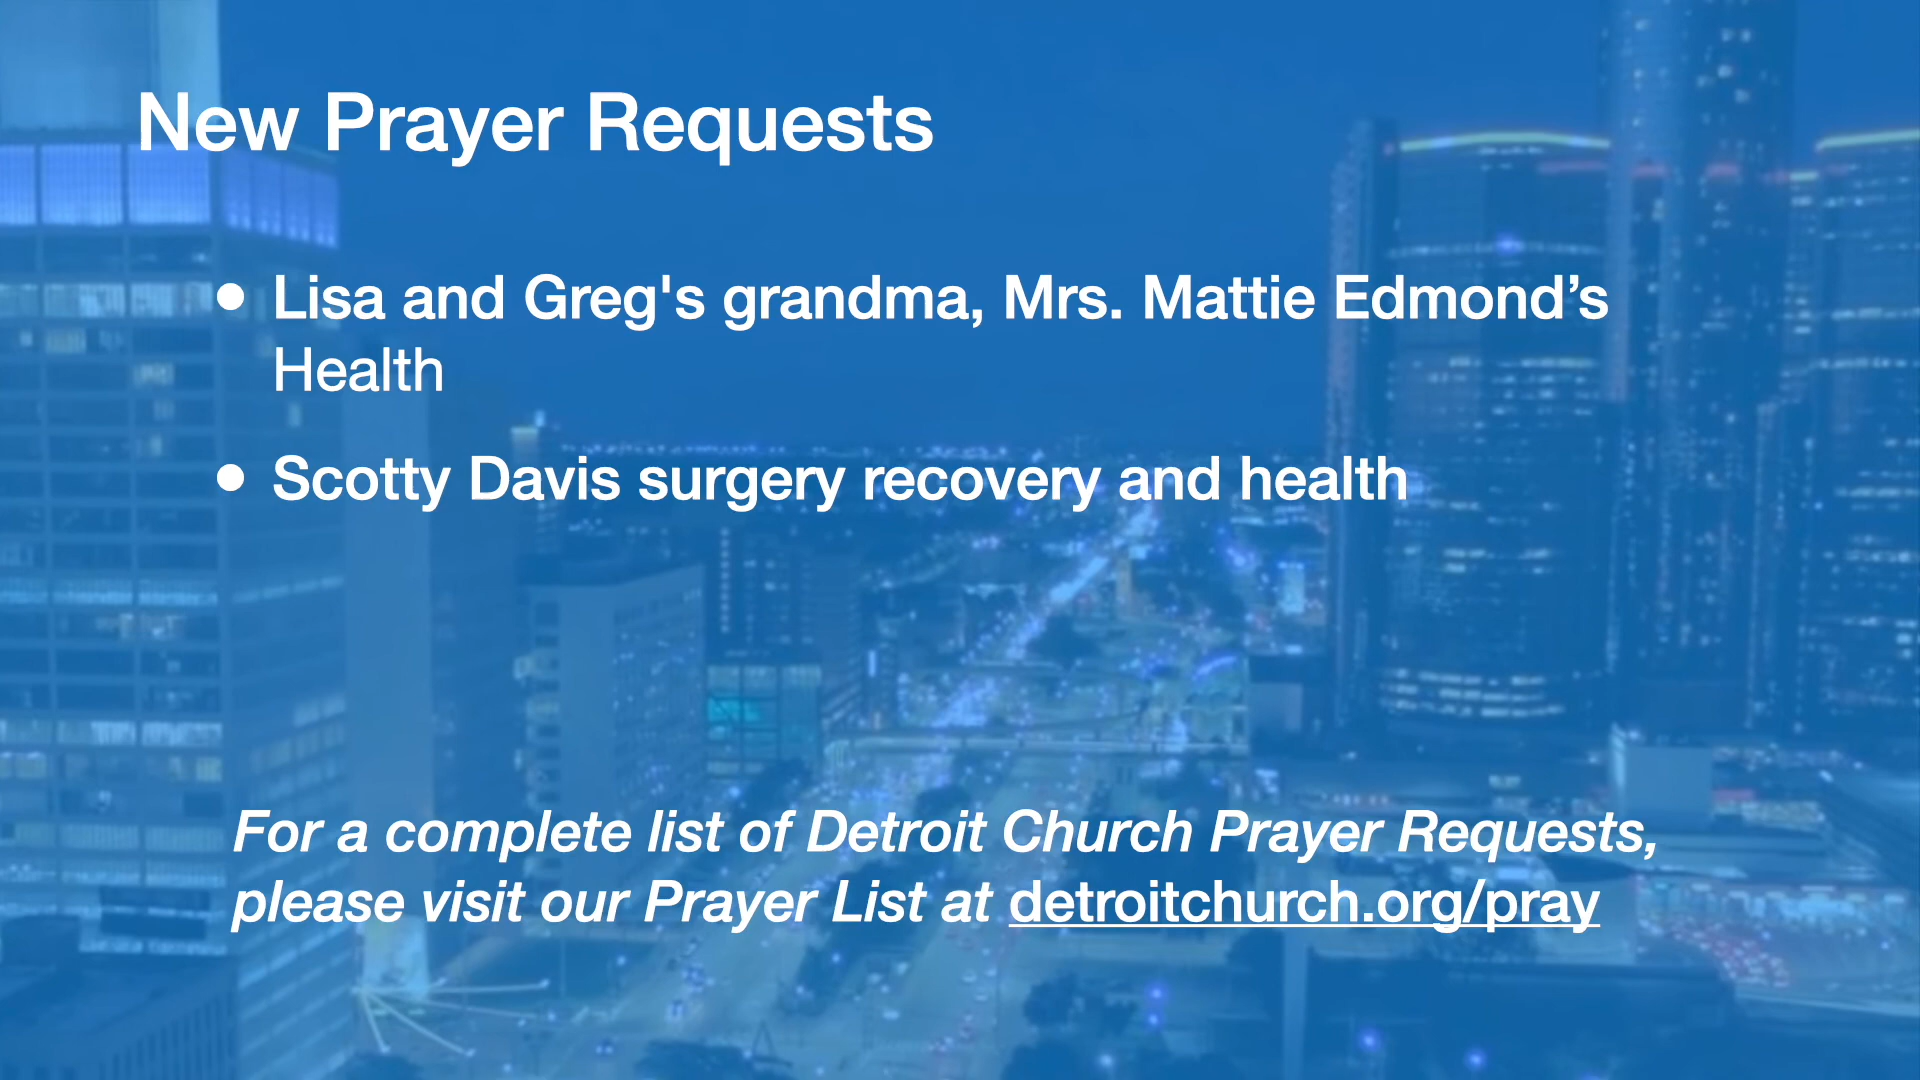 New Prayer Requests
• Lisa and Greg's grandma, Mrs. Mattie Edmond’s
Health
• Scotty Davis surgery recovery and health
For a complete list of Detroit Church Prayer Requests,
please visit our Prayer List at detroitchurch.org/pray